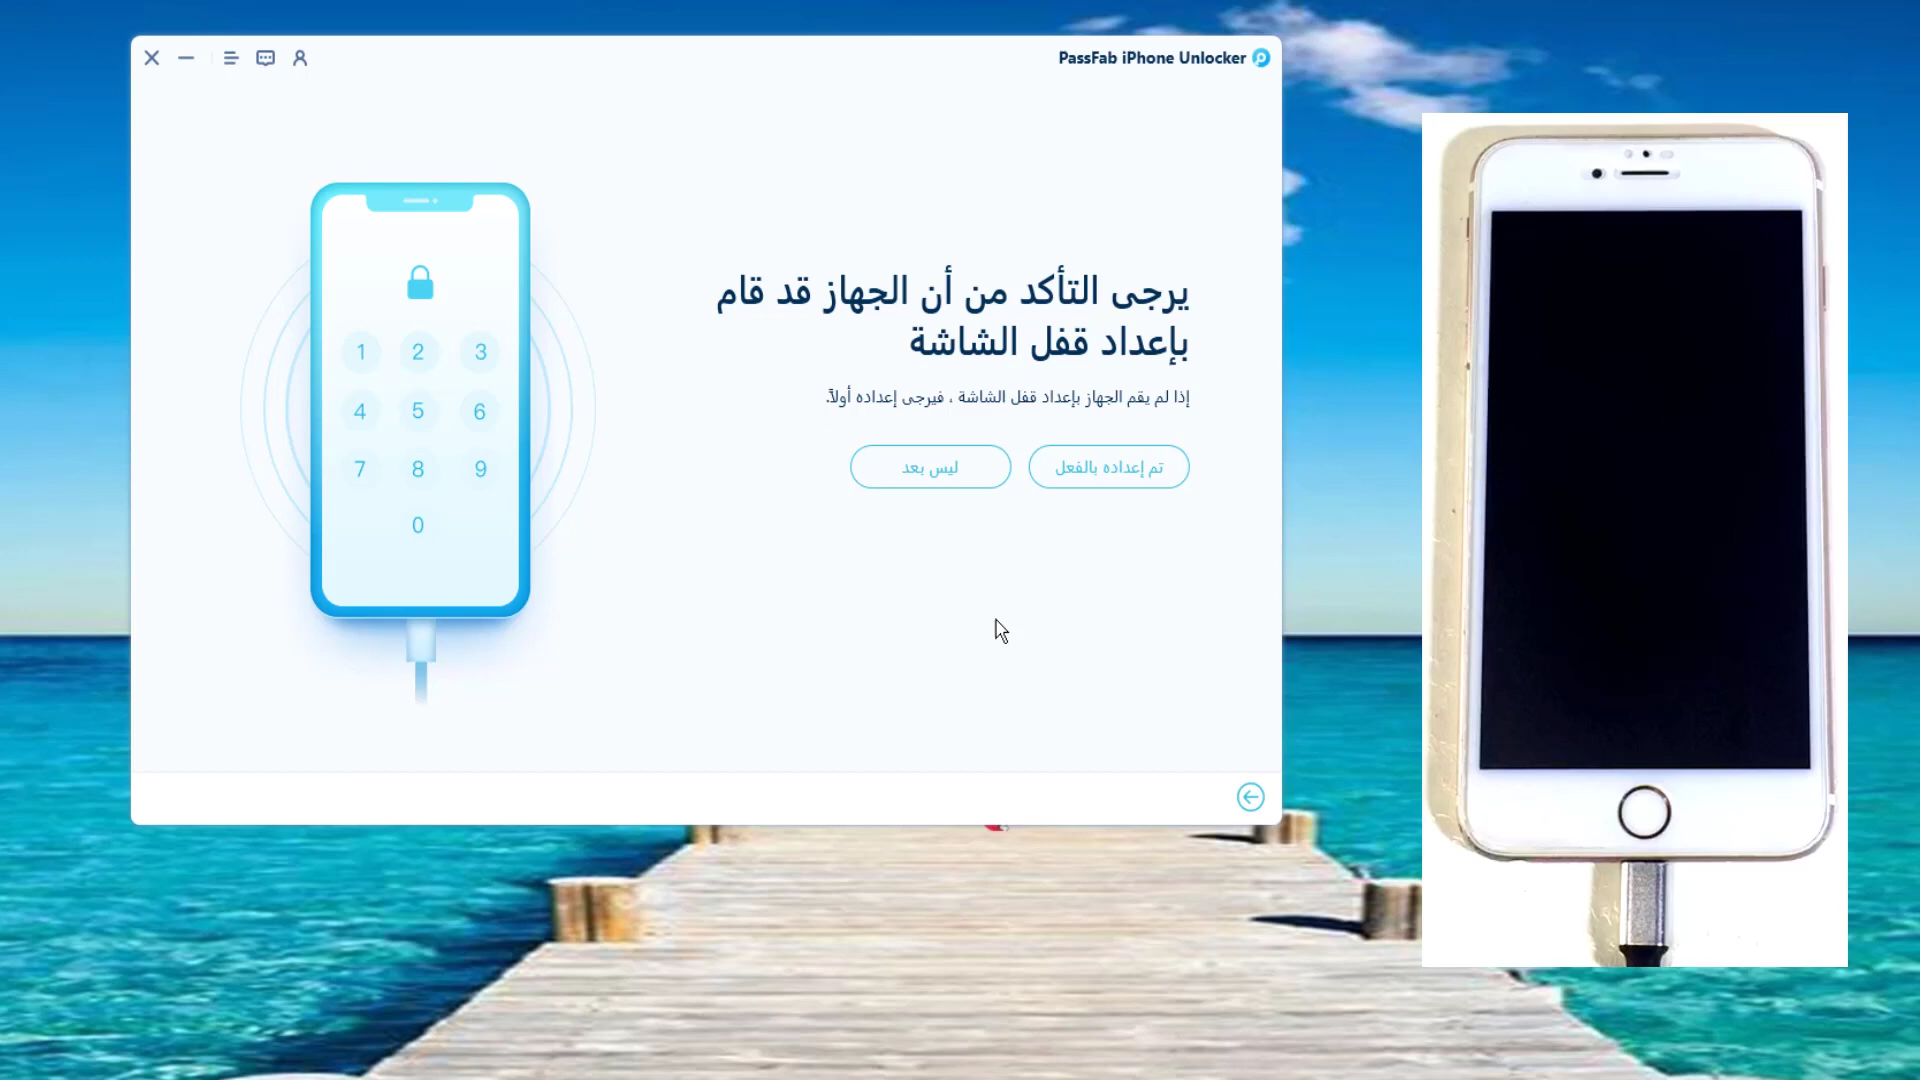 PassFab iPhone Unlocker
يرجى التأكد من أن الجهاز قد قام
بإعداد قفل الشاشة
إذا لم يقم الجهاز بإعداد قفل الشاشة ، فيرجى إعداده أولاً.
تم إعداده بالفعل
ليس بعد
1 2 3
4 5 6
7 8 9
0